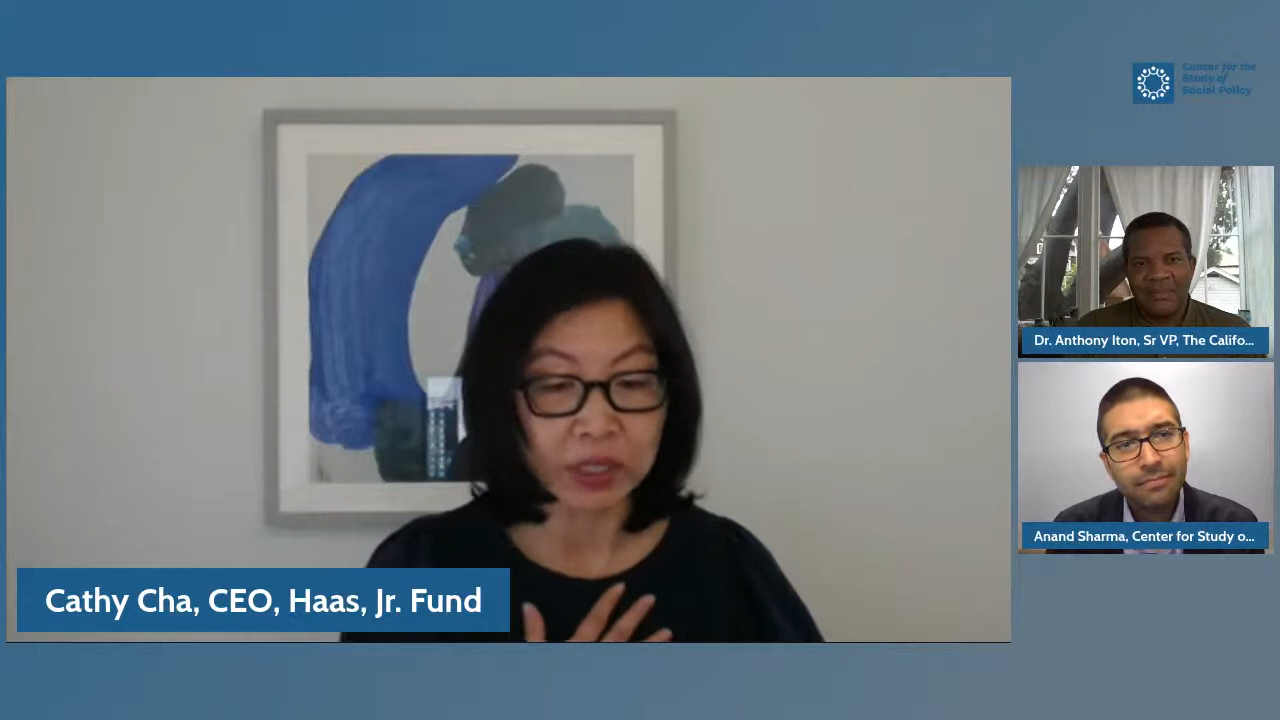 Center for the
Study of
Social Policy
Dr. Anthony Iton, Sr VP, The Califo...
Anand Sharma, Center for Study o...
Cathy Cha, CEO, Haas, Jr. Fund